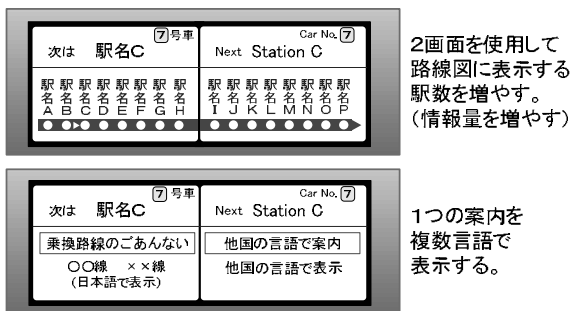 7号車
次は 駅名C
駅名A 駅名B 駅名C 駅名D 駅名E 駅名F 駅名G 駅名H
Car No.7
Next Station C
駅名I 駅名J 駅名K 駅名L 駅名M 駅名N 駅名O 駅名P
2画面を使用して
路線図に表示する
駅数を増やす。
(情報量を増やす)
7号車
次は 駅名C
乗換路線のごあんない
〇〇線 ××線
(日本語で表示)
Car No.7
Next Station C
他国の言語で案内
他国の言語で表示
1つの案内を
複数言語で
表示する。